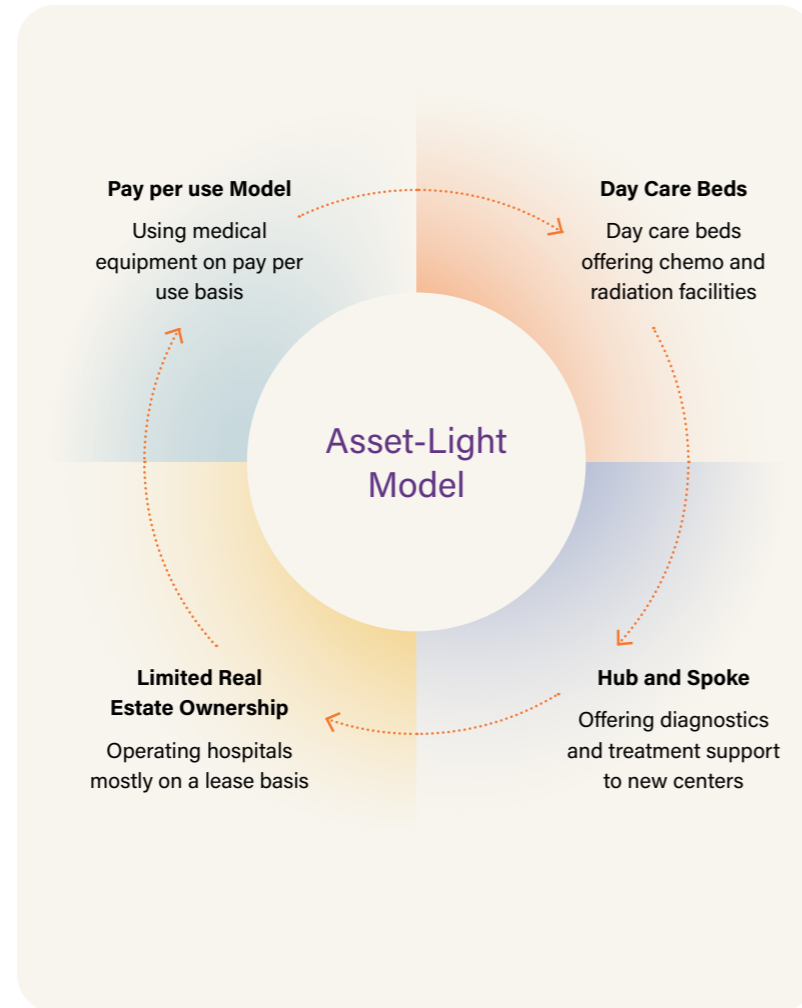 Pay per use Model
Using medical
equipment on pay per
use basis
Day Care Beds
Day care beds
offering chemo and
radiation facilities
Asset-Light
Model
Limited Real
Estate Ownership
Operating hospitals
mostly on a lease basis
Hub and Spoke
Offering diagnostics
and treatment support
to new centers